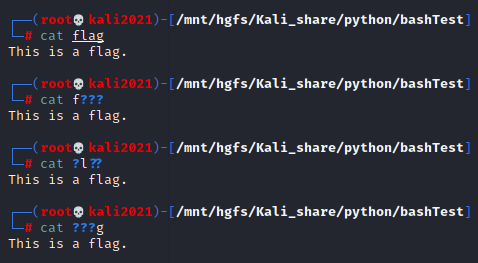 ┌──(root💀kali2021)-[/mnt/hgfs/Kali_share/python/bashTest]
└─# cat flag
This is a flag.
┌──(root💀kali2021)-[/mnt/hgfs/Kali_share/python/bashTest]
└─# cat f???
This is a flag.
┌──(root💀kali2021)-[/mnt/hgfs/Kali_share/python/bashTest]
└─# cat ?l??
This is a flag.
┌──(root💀kali2021)-[/mnt/hgfs/Kali_share/python/bashTest]
└─# cat ???g
This is a flag.